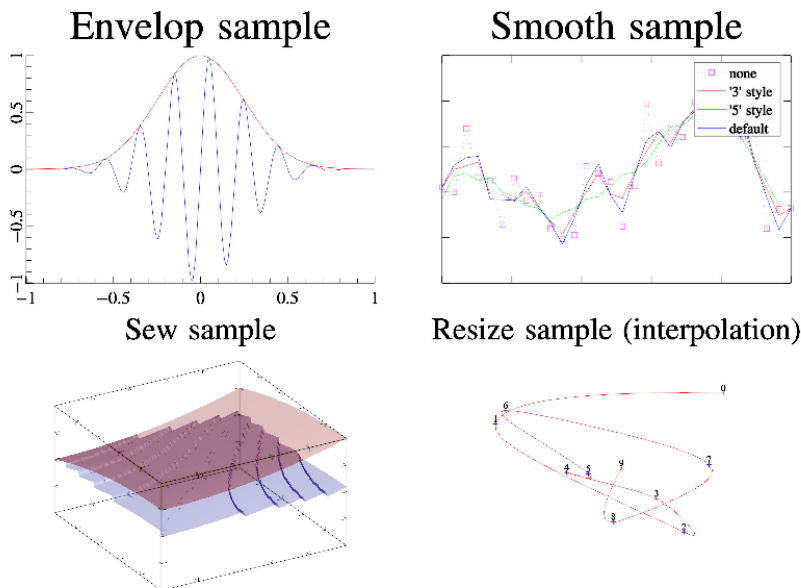 Envelop sample
Smooth sample
1
0.5
0
−0.5
−1
−1
−0.5
0
0.5
1
none
'3' style
'5' style
default
Sew sample
Resize sample (interpolation)
0
6
1
4
5
9
7
3
8
2